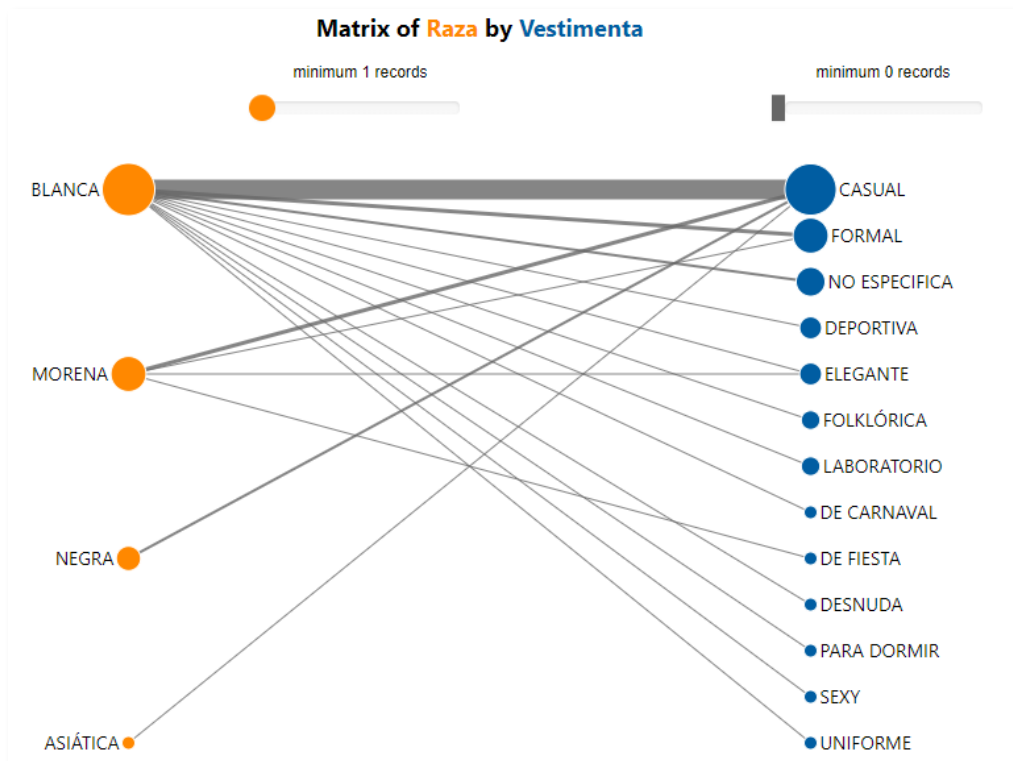 Matrix of Raza by Vestimenta
minimum 1 records
minimum 0 records
BLANCA
MORENA
NEGRA
ASIÁTICA
CASUAL
FORMAL
NO ESPECIFICA
DEPORTIVA
ELEGANTE
FOLKLÓRICA
LABORATORIO
DE CARNAVAL
DE FIESTA
DESNUDA
PARA DORMIR
SEXY
UNIFORME